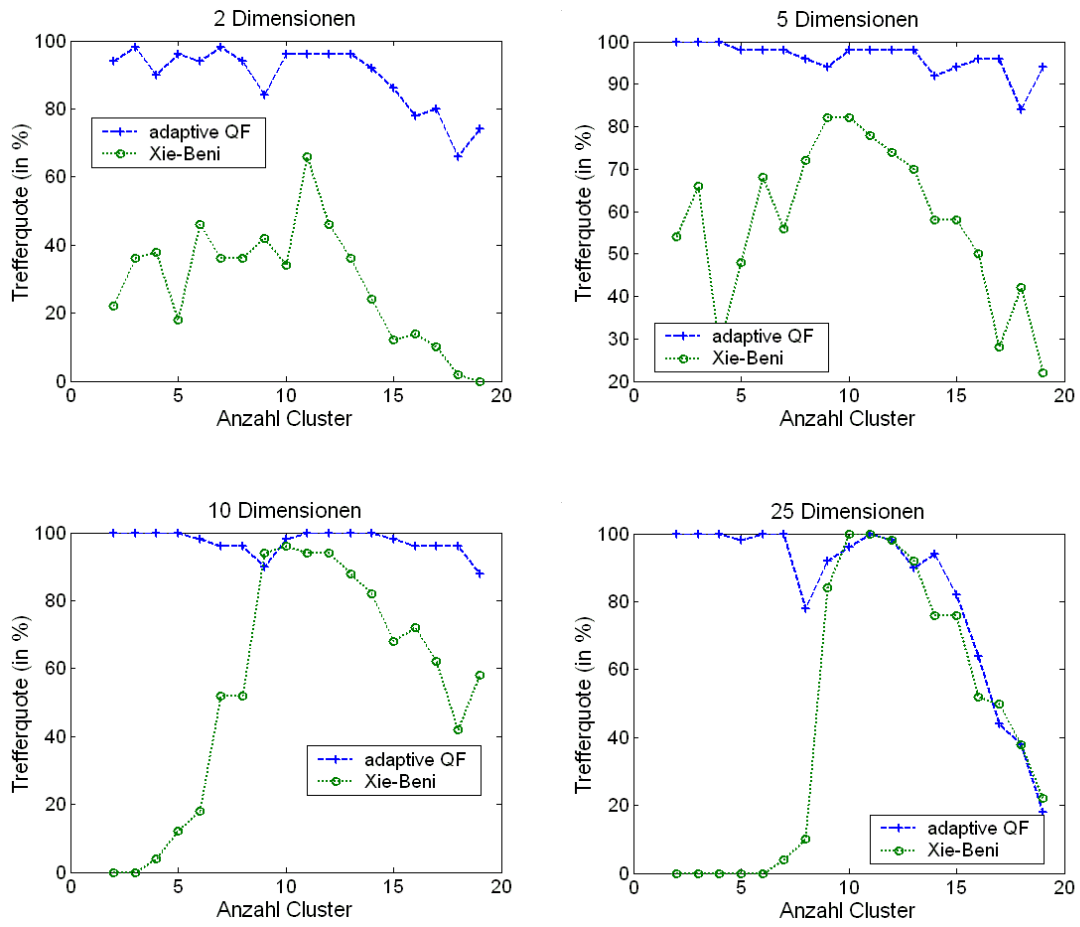 2 Dimensionen
100
80
60
40
20
0
Trefferquote (in %)
adaptive QF
Xie-Beni
0
5
10
15
20
Anzahl Cluster
5 Dimensionen
100
90
80
70
60
50
40
30
20
Trefferquote (in %)
adaptive QF
Xie-Beni
0
5
10
15
20
Anzahl Cluster
10 Dimensionen
100
80
60
40
20
0
Trefferquote (in %)
adaptive QF
Xie-Beni
0
5
10
15
20
Anzahl Cluster
25 Dimensionen
100
80
60
40
20
0
Trefferquote (in %)
adaptive QF
Xie-Beni
0
5
10
15
20
Anzahl Cluster